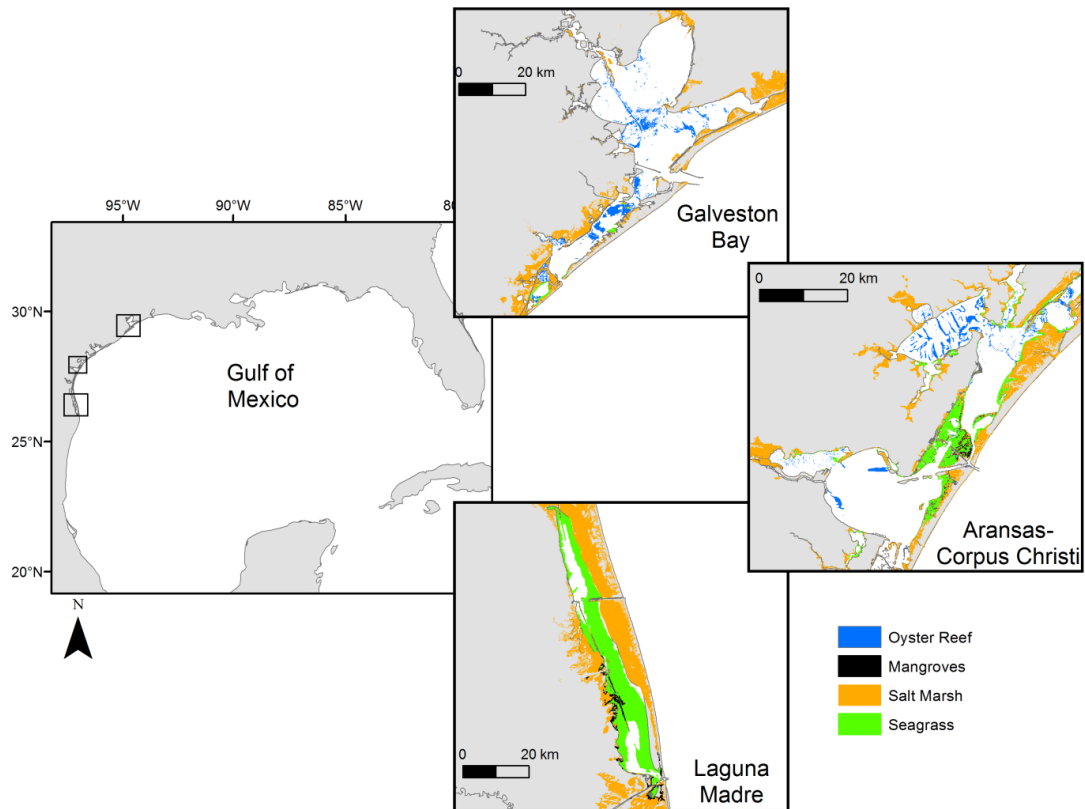 0
20 km
Galveston
Bay
95°W
90°W
85°W
80
30°N
25°N
20°N
Gulf of
Mexico
N
0
20 km
Aransas-
Corpus Christi
0
20 km
Laguna
Madre
Oyster Reef
Mangroves
Salt Marsh
Seagrass